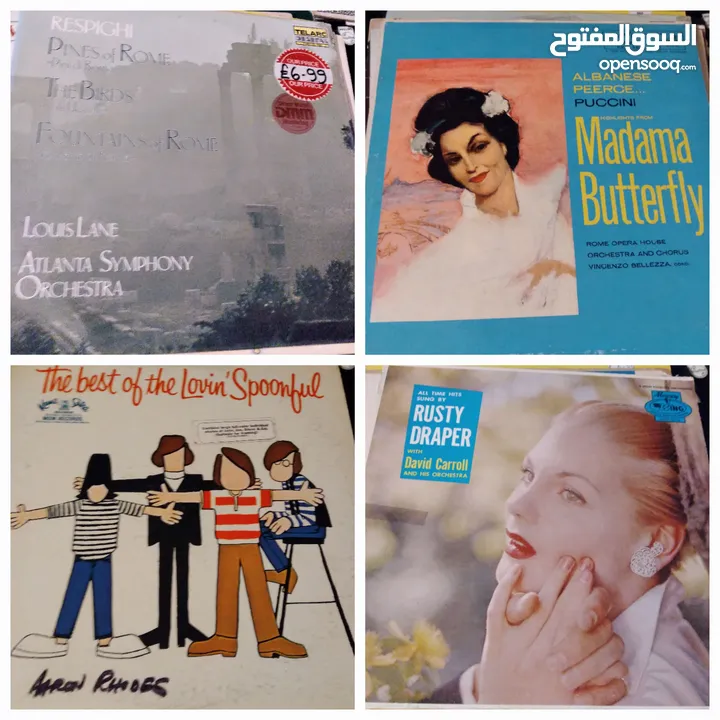 RESPIGHI
PINES of ROME
THE BIRDS
FOUNTAINS of ROME
TELARC
OUR PRICE
£6-99
OUR PRICE
DMM
LOUIS LANE
ATLANTA SYMPHONY
ORCHESTRA
السوق المفتوح
opensooq.com
ALBANESE
PEERCE...
PUCCINI
HIGHLIGHTS FROM
Madama
Butterfly
ROME OPERA HOUSE
ORCHESTRA AND CHORUS
VINCENZO BELLEZZA, COND.
The best of the Lovin' Spoonful
AARON RHODES
ALL TIME HITS
SUNG BY
RUSTY
DRAPER
WITH
David Carroll
AND HIS ORCHESTRA